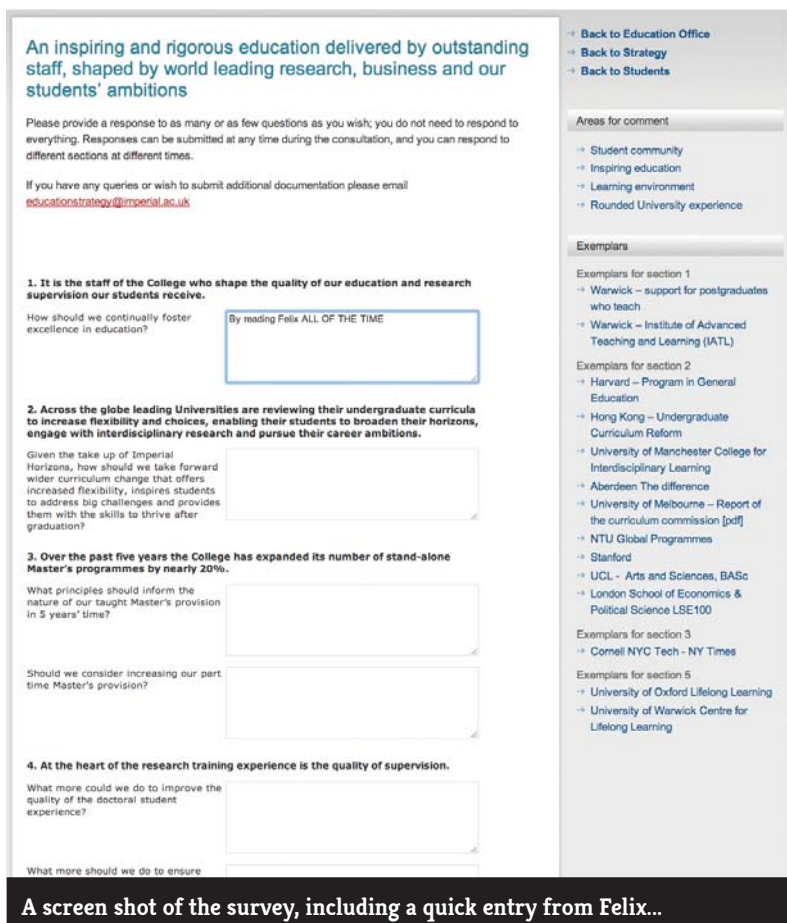 An inspiring and rigorous education delivered by outstanding
staff, shaped by world leading research, business and our
students' ambitions
Please provide a response to as many or as few questions as you wish; you do not need to respond to
everything. Responses can be submitted at any time during the consultation, and you can respond to
different sections at different times.
If you have any queries or wish to submit additional documentation please email
educationstrategy@imperial.ac.uk
1. It is the staff of the College who shape the quality of our education and research
supervision our students receive.
How should we continually foster
excellence in education?
By reading Felix ALL OF THE TIME
2. Across the globe leading Universities are reviewing their undergraduate curricula
to increase flexibility and choices, enabling their students to broaden their horizons,
engage with interdisciplinary research and pursue their career ambitions.
Given the take up of Imperial
Horizons, how should we take forward
wider curriculum change that offers
increased flexibility, inspires students
to address big challenges and provides
them with the skills to thrive after
graduation?
3. Over the past five years the College has expanded its number of stand-alone
Master's programmes by nearly 20%.
What principles should inform the
nature of our taught Master's provision
in 5 years' time?
Should we consider increasing our part
time Master's provision?
4. At the heart of the research training experience is the quality of supervision.
What more could we do to improve the
quality of the doctoral student
experience?
What more should we do to ensure
Back to Education Office
Back to Strategy
Back to Students
Areas for comment
Student community
Inspiring education
Learning environment
Rounded University experience
Exemplars
Exemplars for section 1
Warwick – support for postgraduates
who teach
Warwick – Institute of Advanced
Teaching and Learning (IATL)
Exemplars for section 2
Harvard – Program in General
Education
Hong Kong – Undergraduate
Curriculum Reform
University of Manchester College for
Interdisciplinary Learning
Aberdeen The difference
University of Melbourne – Report of
the curriculum commission [pdf]
NTU Global Programmes
Stanford
UCL - Arts and Sciences, BASc
London School of Economics &
Political Science LSE100
Exemplars for section 3
Cornell NYC Tech - NY Times
Exemplars for section 5
University of Oxford Lifelong Learning
University of Warwick Centre for
Lifelong Learning
A screen shot of the survey, including a quick entry from Felix...